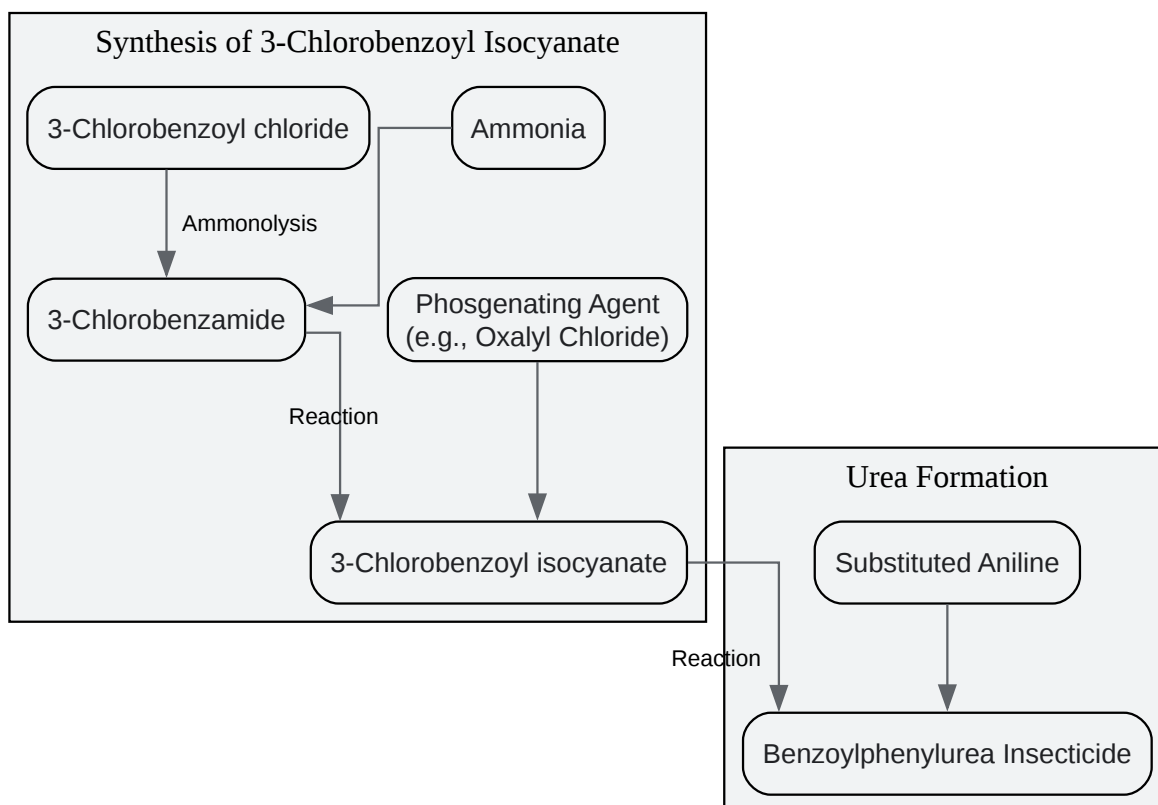 Synthesis of 3-Chlorobenzoyl Isocyanate
3-Chlorobenzoyl chloride
Ammonia
Ammonolysis
3-Chlorobenzamide
Phosgenating Agent
(e.g., Oxalyl Chloride)
Reaction
3-Chlorobenzoyl isocyanate
Urea Formation
Substituted Aniline
Reaction
Benzoylphenylurea Insecticide